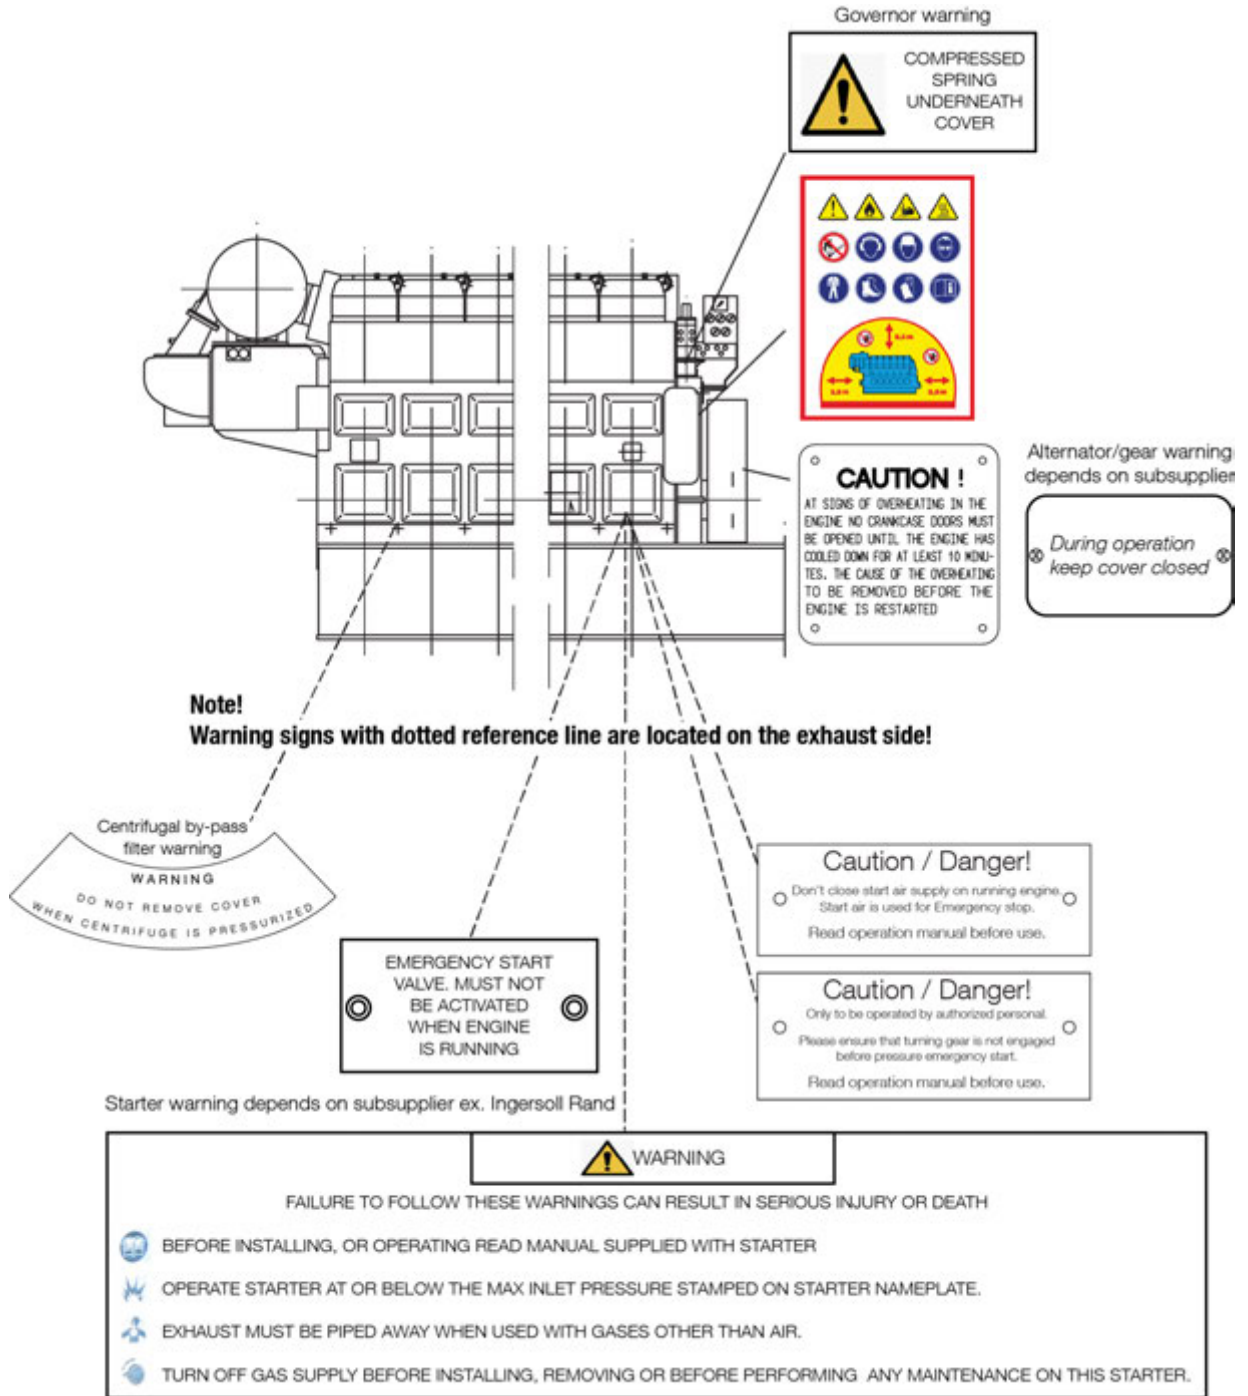 Governor warning
COMPRESSED
SPRING
UNDERNEATH
COVER
CAUTION !
AT SIGNS OF OVERHEATING IN THE
ENGINE NO CRANKCASE DOORS MUST
BE OPENED UNTIL THE ENGINE HAS
COOLED DOWN FOR AT LEAST 10 MINU-
TES. THE CAUSE OF THE OVERHEATING
TO BE REMOVED BEFORE THE
ENGINE IS RESTARTED
Alternator/gear warning
depends on subsupplier
During operation
keep cover closed
Note!
Warning signs with dotted reference line are located on the exhaust side!
Centrifugal by-pass
filter warning
WARNING
DO NOT REMOVE COVER
WHEN CENTRIFUGE IS PRESSURIZED
EMERGENCY START
VALVE. MUST NOT
BE ACTIVATED
WHEN ENGINE
IS RUNNING
Caution / Danger!
Don't close start air supply on running engine.
Start air is used for Emergency stop.
Read operation manual before use.
Caution / Danger!
Only to be operated by authorized personal.
Please ensure that turning gear is not engaged
before pressure emergency start.
Read operation manual before use.
Starter warning depends on subsupplier ex. Ingersoll Rand
WARNING
FAILURE TO FOLLOW THESE WARNINGS CAN RESULT IN SERIOUS INJURY OR DEATH
BEFORE INSTALLING, OR OPERATING READ MANUAL SUPPLIED WITH STARTER
OPERATE STARTER AT OR BELOW THE MAX INLET PRESSURE STAMPED ON STARTER NAMEPLATE.
EXHAUST MUST BE PIPED AWAY WHEN USED WITH GASES OTHER THAN AIR.
TURN OFF GAS SUPPLY BEFORE INSTALLING, REMOVING OR BEFORE PERFORMING ANY MAINTENANCE ON THIS STARTER.